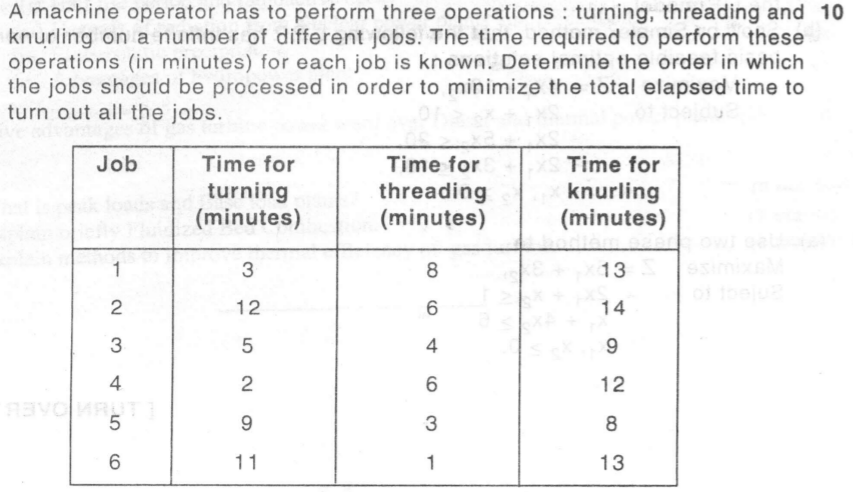 A machine operator has to perform three operations : turning, threading and 10
knurling on a number of different jobs. The time required to perform these
operations (in minutes) for each job is known. Determine the order in which
the jobs should be processed in order to minimize the total elapsed time to
turn out all the jobs.
Job Time for turning (minutes) Time for threading (minutes) Time for knurling (minutes)
1 3 8 13
2 12 6 14
3 5 4 9
4 2 6 12
5 9 3 8
6 11 1 13